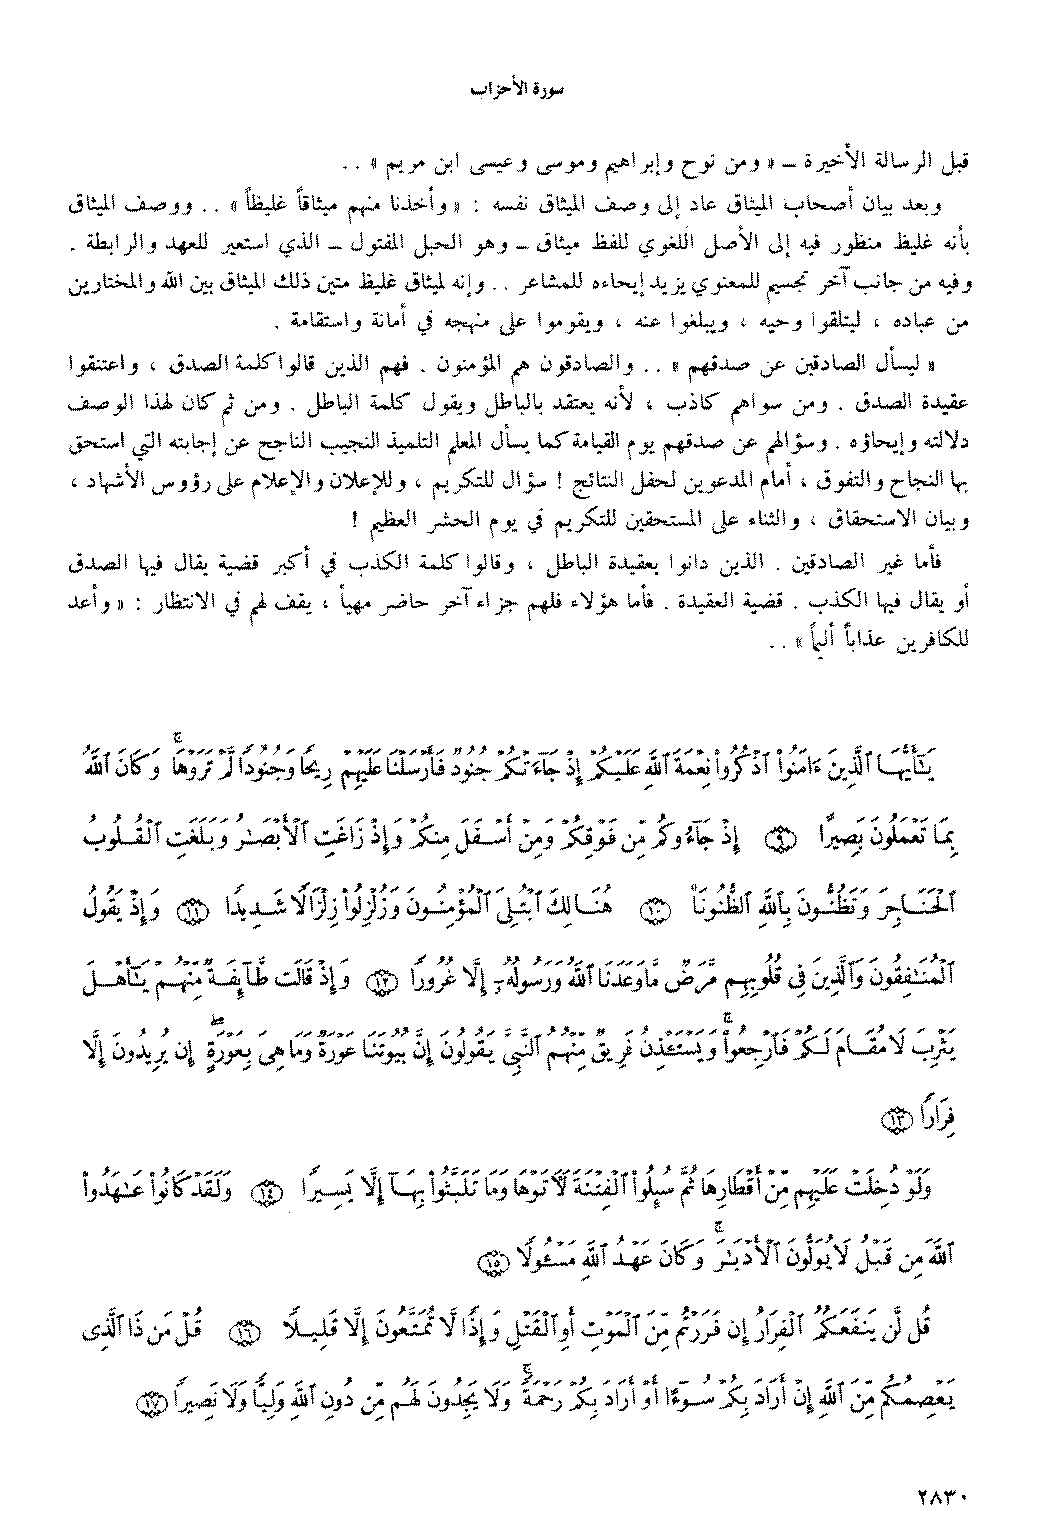 سورة الأحزاب
قبل الرسالة الأخيرة – « ومن نوح وإبراهيم وموسى وعيسى ابن مريم » . .
وبعد بيان أصحاب الميثاق عاد إلى وصف الميثاق نفسه : « وأخذنا منهم ميثاقاً غليظاً » . . ووصف الميثاق
بأنه غليظ منظور فيه إلى الأصل اللغوي للفظ ميثاق – وهو الحبل المفتول – الذي استعير للعهد والرابطة .
وفيه من جانب آخر تجسيم للمعنوي يزيد إيحاءه للمشاعر . . وإنه لميثاق غليظ متين ذلك الميثاق بين الله والمختارين
من عباده ، ليتلقوا وحيه ، ويبلغوا عنه ، ويقوموا على منهجه في أمانة واستقامة .
« ليسأل الصادقين عن صدقهم » . . والصادقون هم المؤمنون . فهم الذين قالوا كلمة الصدق ، واعتنقوا
عقيدة الصدق . ومن سواهم كاذب ، لأنه يعتقد بالباطل ويقول كلمة الباطل . ومن ثم كان لهذا الوصف
دلالته وإيحاؤه . وسؤالهم عن صدقهم يوم القيامة كما يسأل المعلم التلميذ النجيب الناجح عن إجابته التي استحق
بها النجاح والتفوق ، أمام المدعوين لحفل النتائج ! سؤال للتكريم ، وللإعلان والإعلام على رؤوس الأشهاد ،
وبيان الاستحقاق ، والثناء على المستحقين للتكريم في يوم الحشر العظيم !
فأما غير الصادقين . الذين دانوا بعقيدة الباطل ، وقالوا كلمة الكذب في أكبر قضية يقال فيها الصدق
أو يقال فيها الكذب . قضية العقيدة . فأما هؤلاء فلهم جزاء آخر حاضر مهيأ ، يقف لهم في الانتظار : « وأعد
للكافرين عذاباً أليماً » . .
يَـٰٓأَيُّهَا ٱلَّذِينَ ءَامَنُواْ ٱذْكُرُواْ نِعْمَةَ ٱللَّهِ عَلَيْكُمْ إِذْ جَآءَتْكُمْ جُنُودٌ فَأَرْسَلْنَا عَلَيْهِمْ رِيحًا وَجُنُودًا لَّمْ تَرَوْهَا ۚ وَكَانَ ٱللَّهُ
بِمَا تَعْمَلُونَ بَصِيرًا ٩ إِذْ جَآءُوكُم مِّن فَوْقِكُمْ وَمِنْ أَسْفَلَ مِنكُمْ وَإِذْ زَاغَتِ ٱلْأَبْصَـٰرُ وَبَلَغَتِ ٱلْقُلُوبُ
ٱلْحَنَاجِرَ وَتَظُنُّونَ بِٱللَّهِ ٱلظُّنُونَا۠ ١٠ هُنَالِكَ ٱبْتُلِىَ ٱلْمُؤْمِنُونَ وَزُلْزِلُواْ زِلْزَالًا شَدِيدًا ١١ وَإِذْ يَقُولُ
ٱلْمُنَـٰفِقُونَ وَٱلَّذِينَ فِى قُلُوبِهِم مَّرَضٌ مَّا وَعَدَنَا ٱللَّهُ وَرَسُولُهُۥٓ إِلَّا غُرُورًا ١٢ وَإِذْ قَالَت طَّآئِفَةٌ مِّنْهُمْ يَـٰٓأَهْلَ
يَثْرِبَ لَا مُقَامَ لَكُمْ فَٱرْجِعُواْ ۚ وَيَسْتَـْٔذِنُ فَرِيقٌ مِّنْهُمُ ٱلنَّبِىَّ يَقُولُونَ إِنَّ بُيُوتَنَا عَوْرَةٌ وَمَا هِىَ بِعَوْرَةٍ ۖ إِن يُرِيدُونَ إِلَّا
فِرَارًا ١٣
وَلَوْ دُخِلَتْ عَلَيْهِم مِّنْ أَقْطَارِهَا ثُمَّ سُئِلُواْ ٱلْفِتْنَةَ لَأَتَوْهَا وَمَا تَلَبَّثُواْ بِهَآ إِلَّا يَسِيرًا ١٤ وَلَقَدْ كَانُواْ عَـٰهَدُواْ
ٱللَّهَ مِن قَبْلُ لَا يُوَلُّونَ ٱلْأَدْبَـٰرَ ۚ وَكَانَ عَهْدُ ٱللَّهِ مَسْـُٔولًا ١٥
قُل لَّن يَنفَعَكُمُ ٱلْفِرَارُ إِن فَرَرْتُم مِّنَ ٱلْمَوْتِ أَوِ ٱلْقَتْلِ وَإِذًا لَّا تُمَتَّعُونَ إِلَّا قَلِيلًا ١٦ قُلْ مَن ذَا ٱلَّذِى
يَعْصِمُكُم مِّنَ ٱللَّهِ إِنْ أَرَادَ بِكُمْ سُوٓءًا أَوْ أَرَادَ بِكُمْ رَحْمَةً ۚ وَلَا يَجِدُونَ لَهُم مِّن دُونِ ٱللَّهِ وَلِيًّا وَلَا نَصِيرًا ١٧
٢٨٣٠